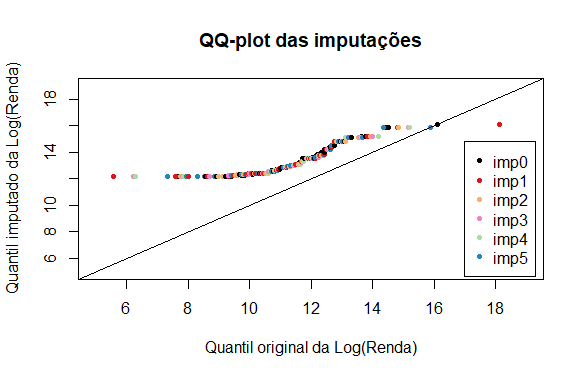 QQ-plot das imputações
Quantil imputado da Log(Renda)
18
14
10
8
6
6
8
10
12
14
16
18
Quantil original da Log(Renda)
imp0
imp1
imp2
imp3
imp4
imp5